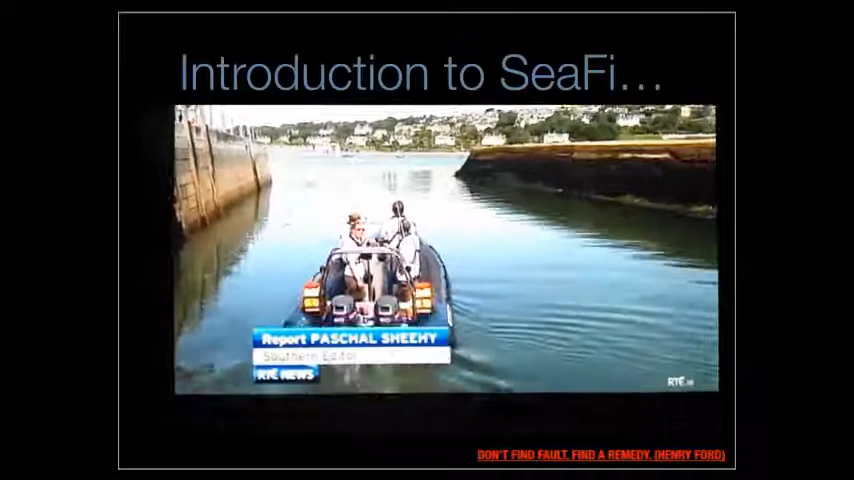 Introduction to SeaFi...
Report PASCHAL SHEEHY
Southern Editor
RTÉ NEWS
RTÉ.ie
DON'T FIND FAULT, FIND A REMEDY. (HENRY FORD)